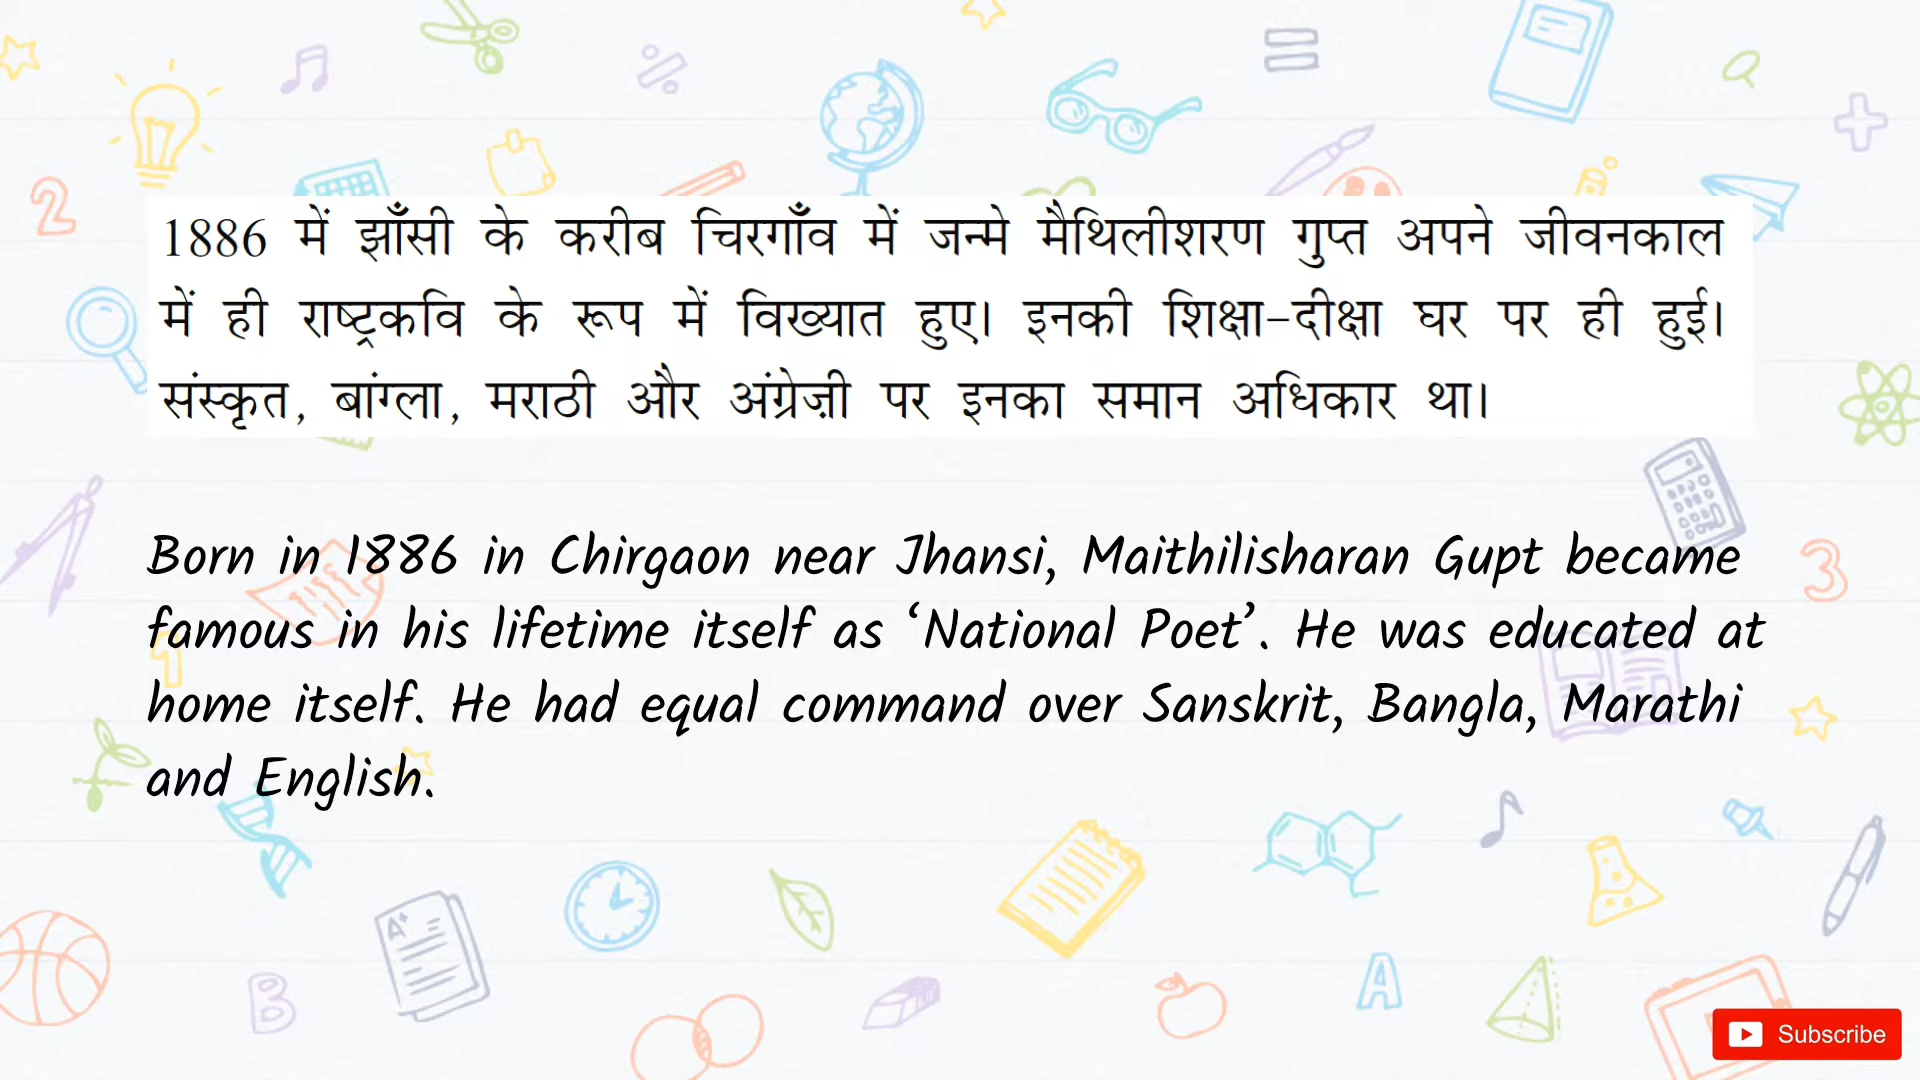 1886 में झाँसी के करीब चिरगाँव में जन्मे मैथिलीशरण गुप्त अपने जीवनकाल
में ही राष्ट्रकवि के रूप में विख्यात हुए। इनकी शिक्षा-दीक्षा घर पर ही हुई।
संस्कृत, बांग्ला, मराठी और अंग्रेज़ी पर इनका समान अधिकार था।
Born in 1886 in Chirgaon near Jhansi, Maithilisharan Gupt became
famous in his lifetime itself as ‘National Poet’. He was educated at
home itself. He had equal command over Sanskrit, Bangla, Marathi
and English.
Subscribe